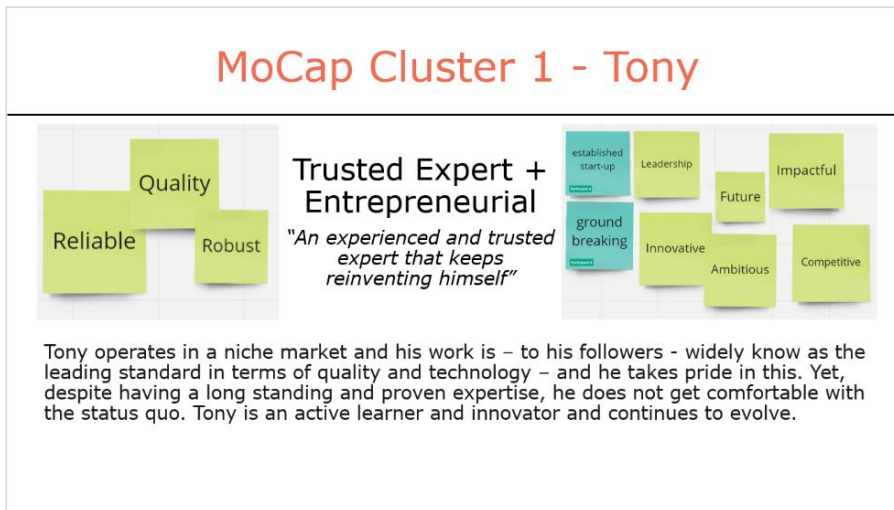 MoCap Cluster 1 - Tony
Quality
Reliable
Robust
Trusted Expert +
Entrepreneurial
“An experienced and trusted
expert that keeps
reinventing himself”
established
start-up
Leadership
Future
Impactful
ground
breaking
Innovative
Ambitious
Competitive
Tony operates in a niche market and his work is – to his followers - widely know as the
leading standard in terms of quality and technology – and he takes pride in this. Yet,
despite having a long standing and proven expertise, he does not get comfortable with
the status quo. Tony is an active learner and innovator and continues to evolve.